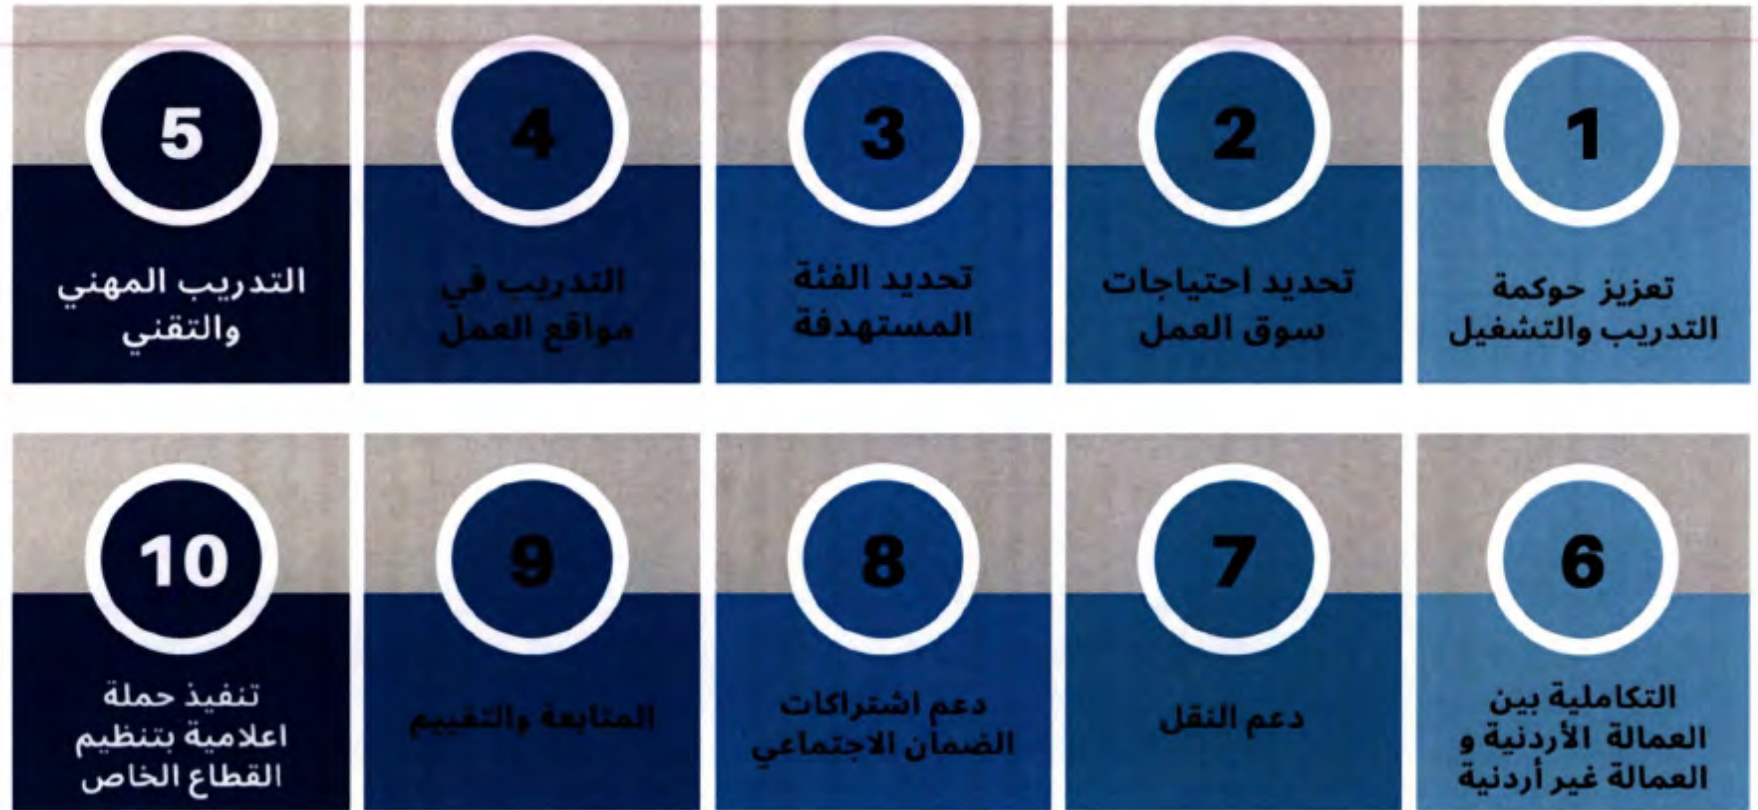 1
تعزيز حوكمة
التدريب والتشغيل
2
تحديد احتياجات
سوق العمل
3
تحديد الفئة
المستهدفة
4
التدريب في
مواقع العمل
5
التدريب المهني
والتقني
6
التكاملية بين
العمالة الأردنية و
العمالة غير أردنية
7
دعم النقل
8
دعم اشتراكات
الضمان الاجتماعي
9
المتابعة والتقييم
10
تنفيذ حملة
اعلامية بتنظيم
القطاع الخاص